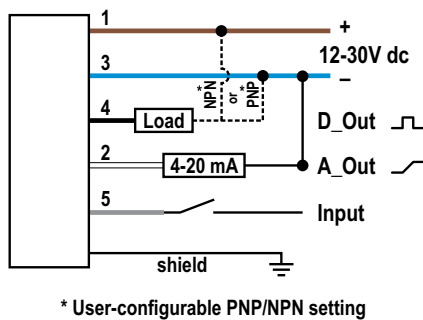 1
+
12-30V dc
3
–
* NPN
or
* PNP
4
Load
D_Out
2
4-20 mA
A_Out
5
Input
shield
* User-configurable PNP/NPN setting